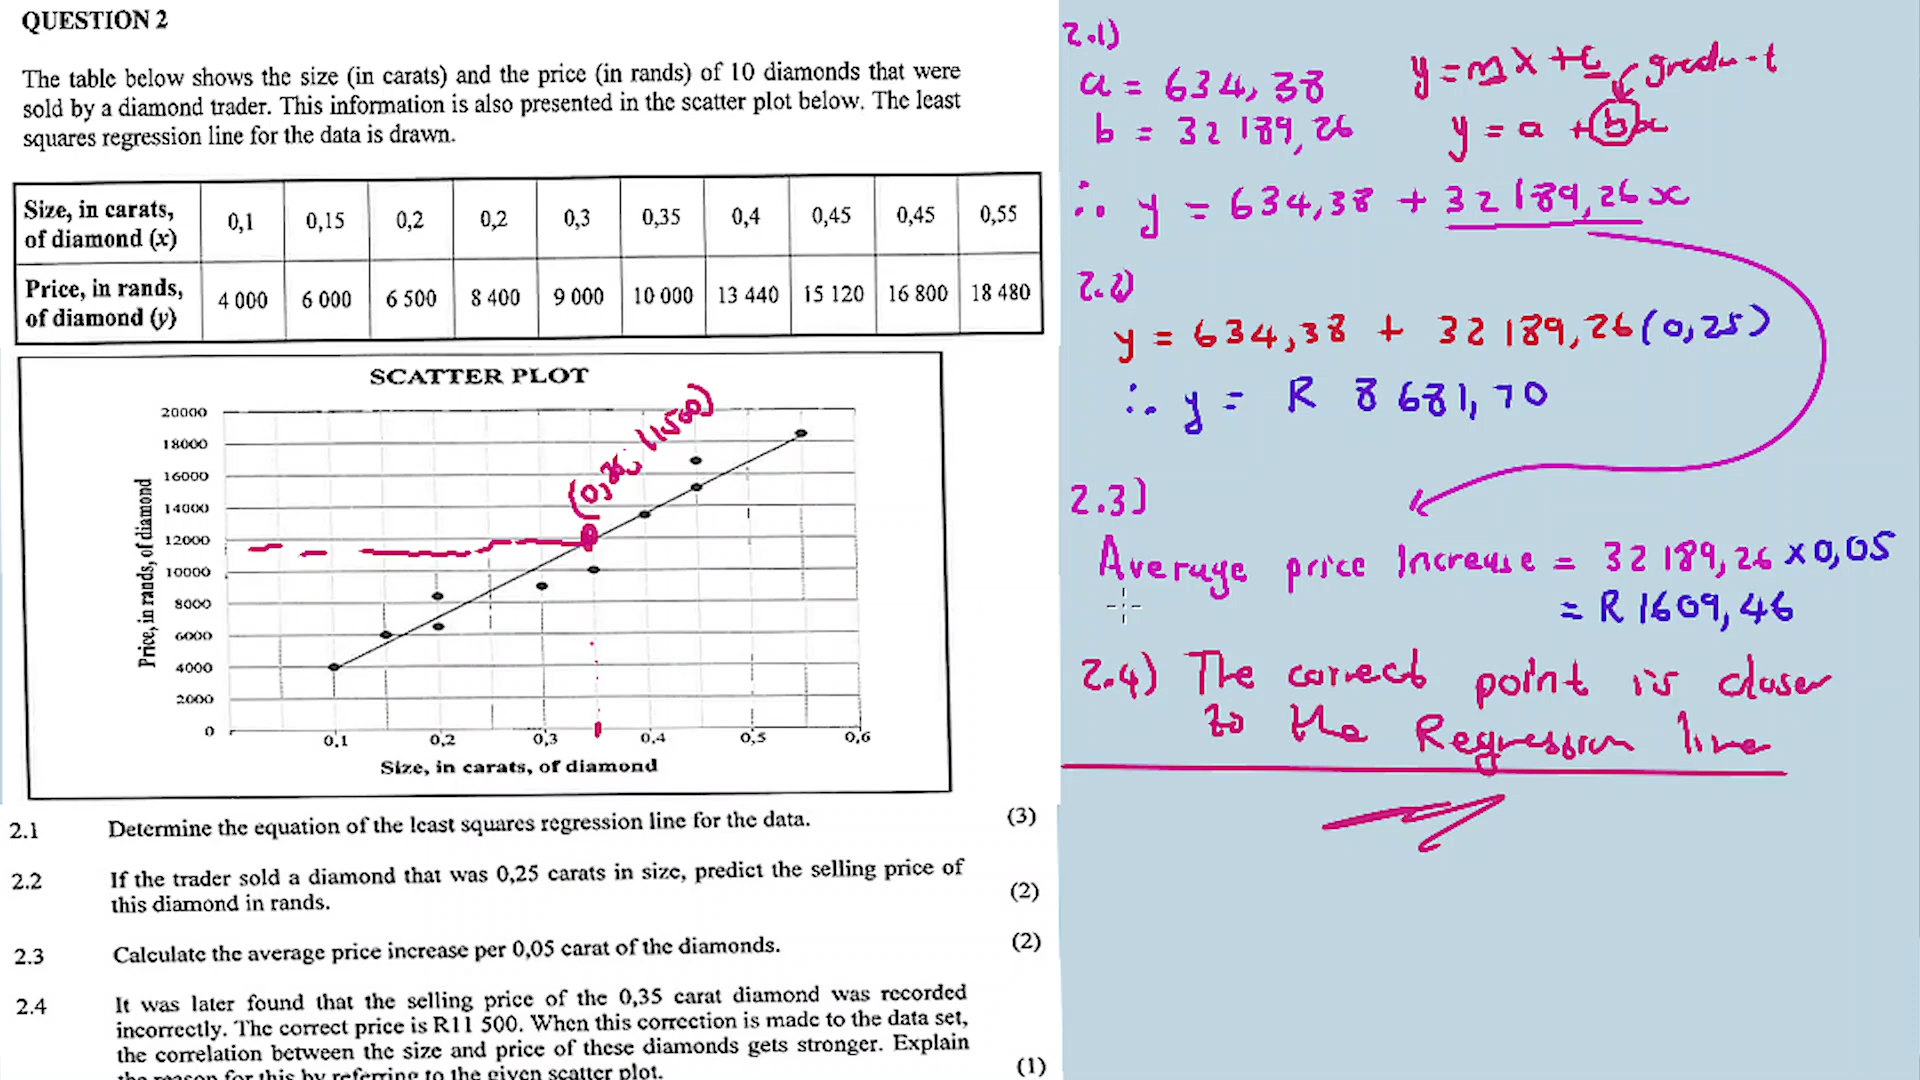 QUESTION 2
The table below shows the size (in carats) and the price (in rands) of 10 diamonds that were
sold by a diamond trader. This information is also presented in the scatter plot below. The least
squares regression line for the data is drawn.
Size, in carats, of diamond (x) 0,1 0,15 0,2 0,2 0,3 0,35 0,4 0,45 0,45 0,55
Price, in rands, of diamond (y) 4 000 6 000 6 500 8 400 9 000 10 000 13 440 15 120 16 800 18 480
SCATTER PLOT
Price, in rands, of diamond
20000
18000
16000
14000
12000
10000
8000
6000
4000
2000
0
0,1 0,2 0,3 0,4 0,5 0,6
Size, in carats, of diamond
(0,35; 11500)
2.1 Determine the equation of the least squares regression line for the data. (3)
2.2 If the trader sold a diamond that was 0,25 carats in size, predict the selling price of
this diamond in rands. (2)
2.3 Calculate the average price increase per 0,05 carat of the diamonds. (2)
2.4 It was later found that the selling price of the 0,35 carat diamond was recorded
incorrectly. The correct price is R11 500. When this correction is made to the data set,
the correlation between the size and price of these diamonds gets stronger. Explain
the reason for this by referring to the given scatter plot. (1)
2.1)
a = 634,38
b = 32 189,26
y = mx + c
y = a + bx
∴ y = 634,38 + 32 189,26x
2.2)
y = 634,38 + 32 189,26(0,25)
∴ y = R 8 681,70
2.3)
Average price Increase = 32 189,26 × 0,05
= R 1609,46
2.4) The correct point is closer
to the Regression line